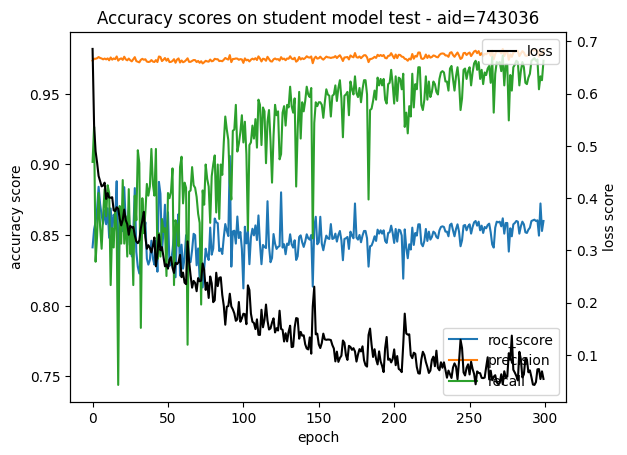 Accuracy scores on student model test - aid=743036
accuracy score
0.95
0.90
0.85
0.80
0.75
0.7
0.6
0.5
0.4
0.3
0.2
0.1
loss score
loss
roc_score
precision
recall
0
50
100
150
200
250
300
epoch